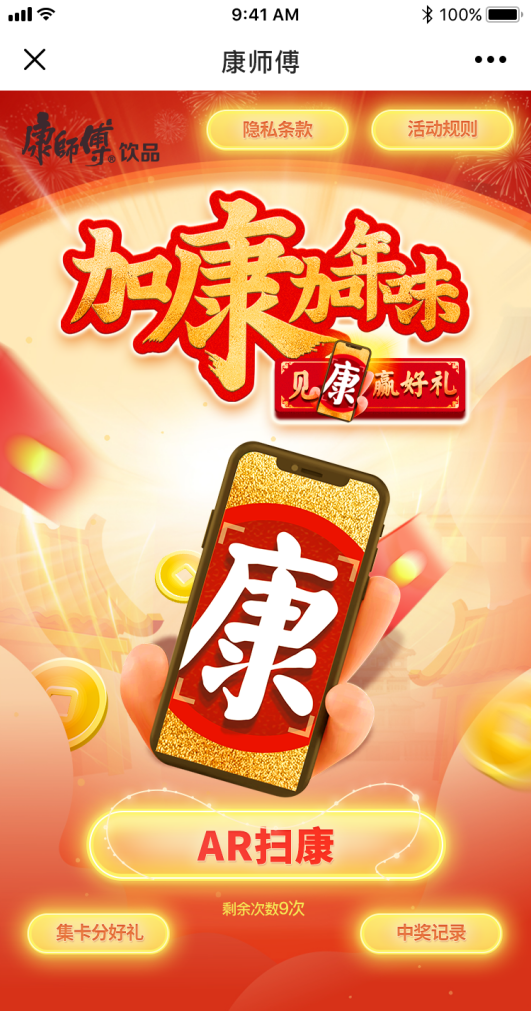 9:41 AM
100%
康师傅
康師傅®饮品
隐私条款
活动规则
加康加年味
见康赢好礼
康
AR扫康
剩余次数9次
集卡分好礼
中奖记录